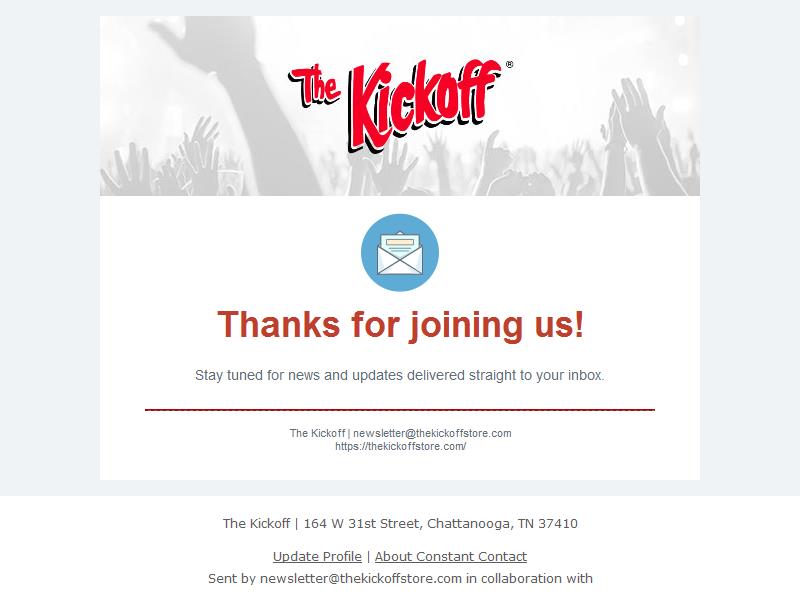 The Kickoff ®
Thanks for joining us!
Stay tuned for news and updates delivered straight to your inbox.
The Kickoff | newsletter@thekickoffstore.com
https://thekickoffstore.com/
The Kickoff | 164 W 31st Street, Chattanooga, TN 37410
Update Profile | About Constant Contact
Sent by newsletter@thekickoffstore.com in collaboration with